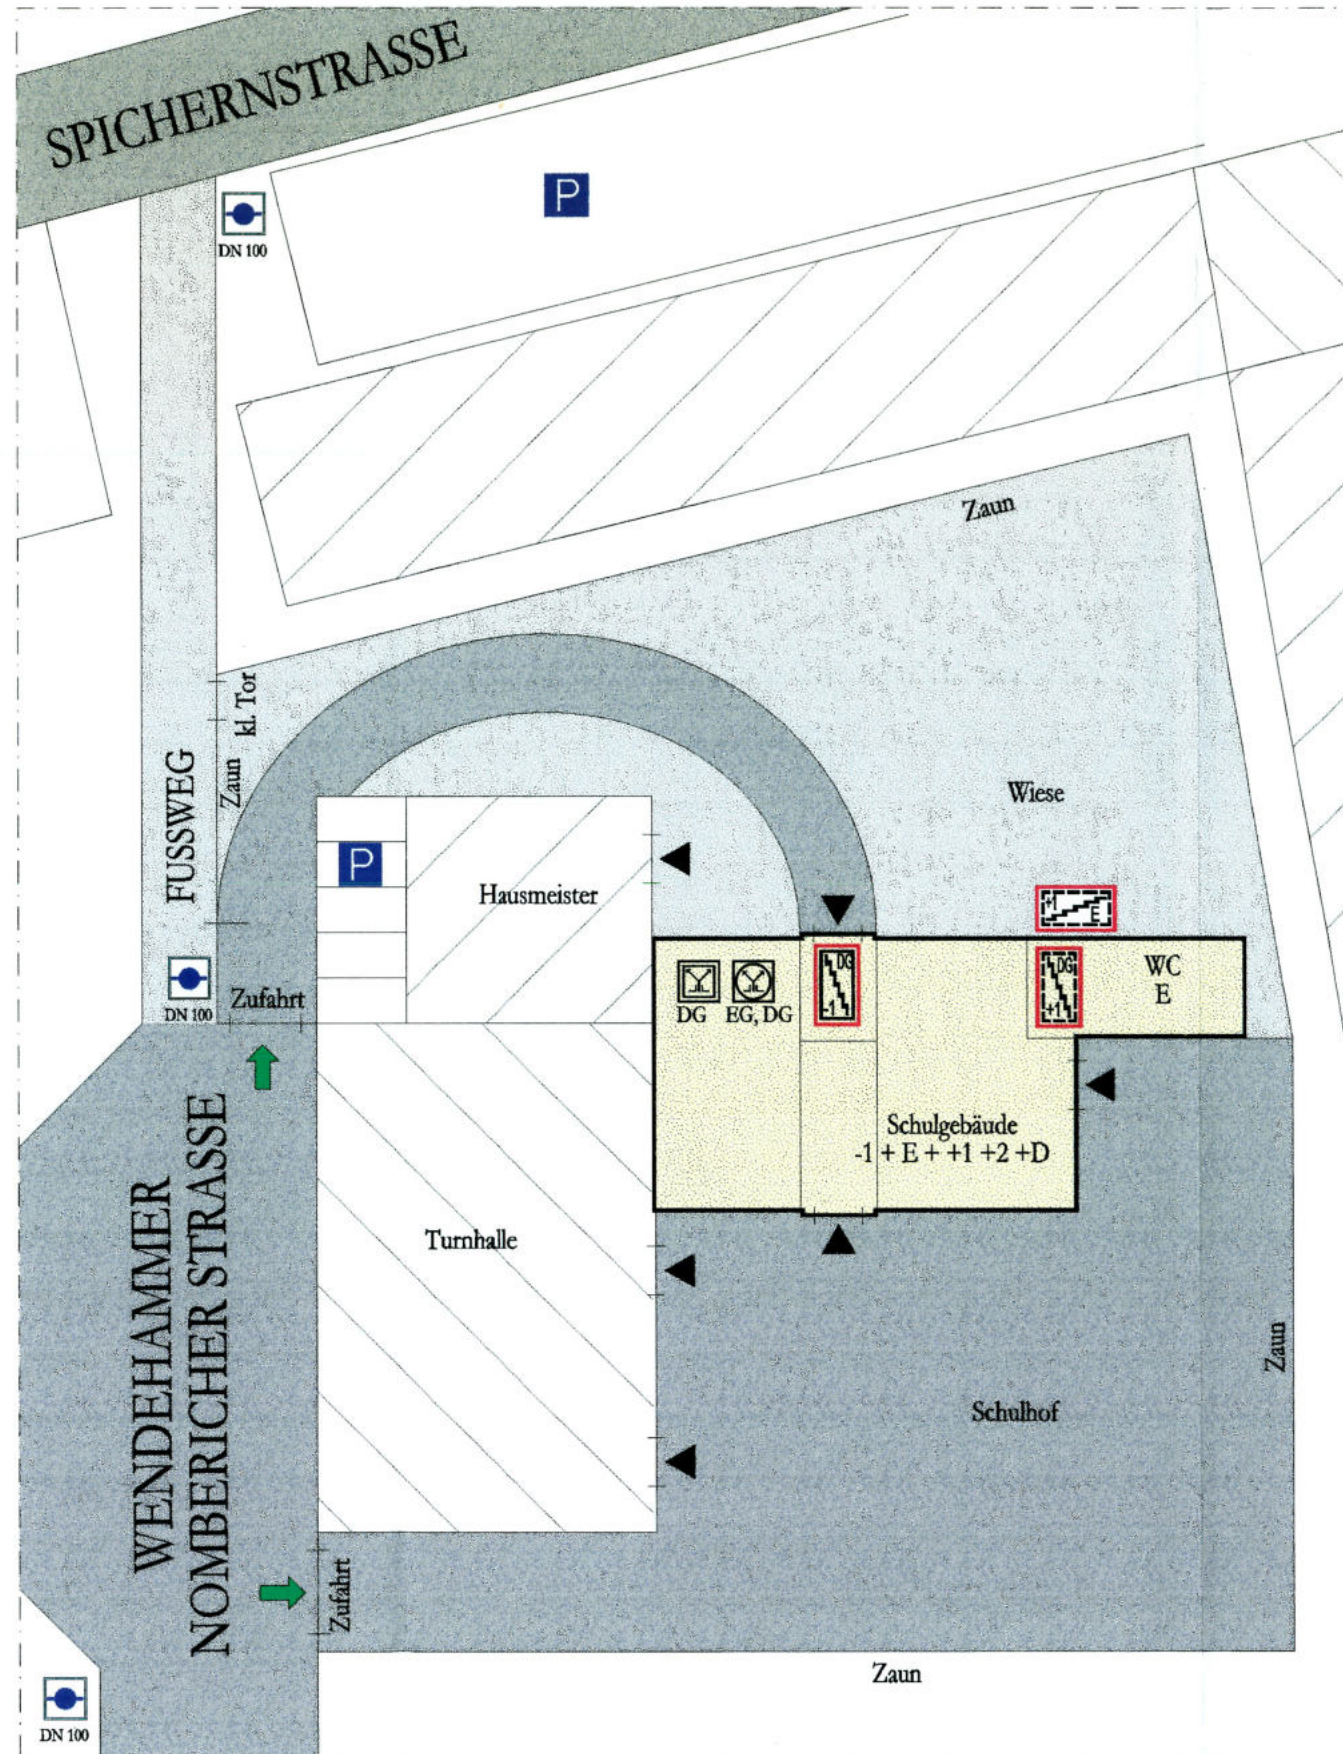 SPICHERNSTRASSE
P
DN 100
Zaun
kl. Tor
Zaun
FUSSWEG
Wiese
P
Hausmeister
+1 E
DN 100
Zufahrt
DG
EG, DG
DG
-1
DG
+1
WC
E
Schulgebäude
-1 + E + +1 +2 +D
WENDEHAMMER
NOMBERICHER STRASSE
Turnhalle
Zaun
Schulhof
Zufahrt
Zaun
DN 100